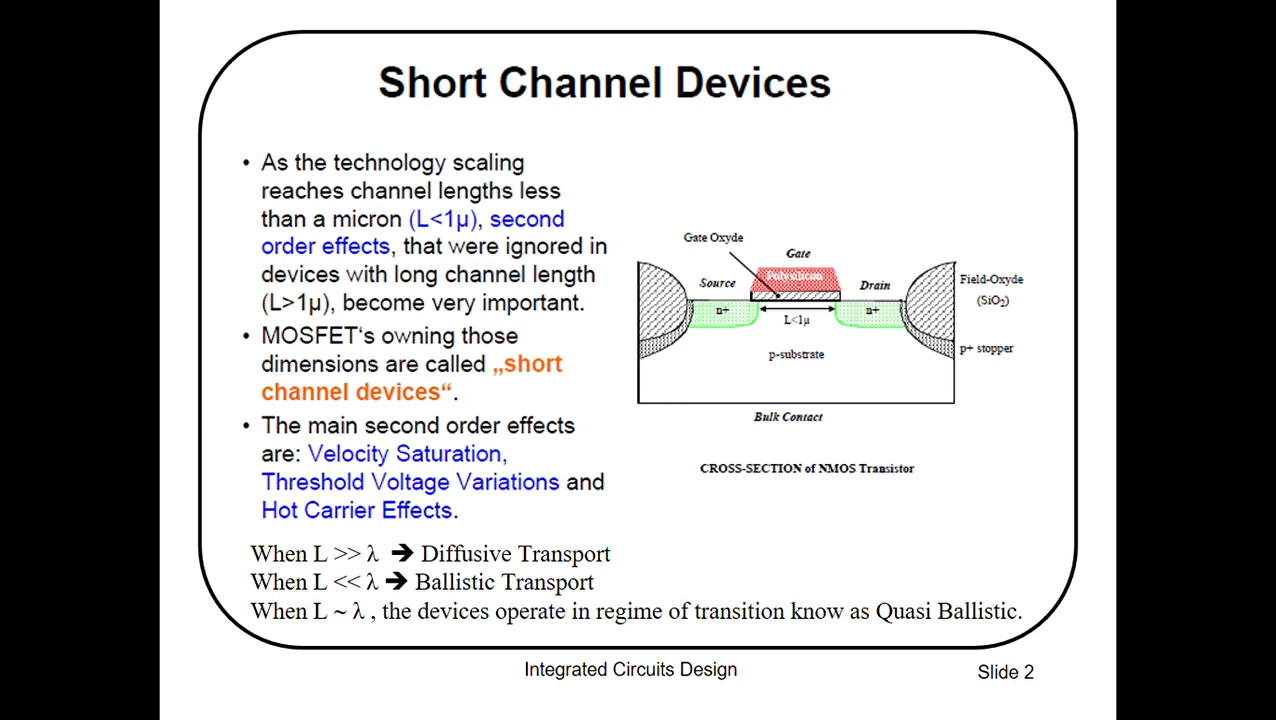 Short Channel Devices
• As the technology scaling
reaches channel lengths less
than a micron (L<1µ), second
order effects, that were ignored in
devices with long channel length
(L>1µ), become very important.
• MOSFET‘s owning those
dimensions are called „short
channel devices“.
• The main second order effects
are: Velocity Saturation,
Threshold Voltage Variations and
Hot Carrier Effects.
Gate Oxyde
Gate
Polysilicon
Source
Drain
Field-Oxyde
(SiO₂)
n+
n+
L<1µ
p-substrate
p+ stopper
Bulk Contact
CROSS-SECTION of NMOS Transistor
When L >> λ ➔ Diffusive Transport
When L << λ ➔ Ballistic Transport
When L ~ λ , the devices operate in regime of transition know as Quasi Ballistic.
Integrated Circuits Design
Slide 2